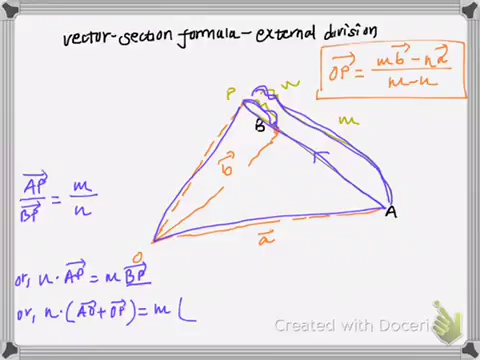 vector-section formula - external division
OP→ = (mb→ - na→) / (m - n)
P
n
B
m
b→
AP→ / BP→ = m / n
A
O
a→
or, n · AP→ = m BP→
or, n · (AO→ + OP→) = m (
Created with Doceri